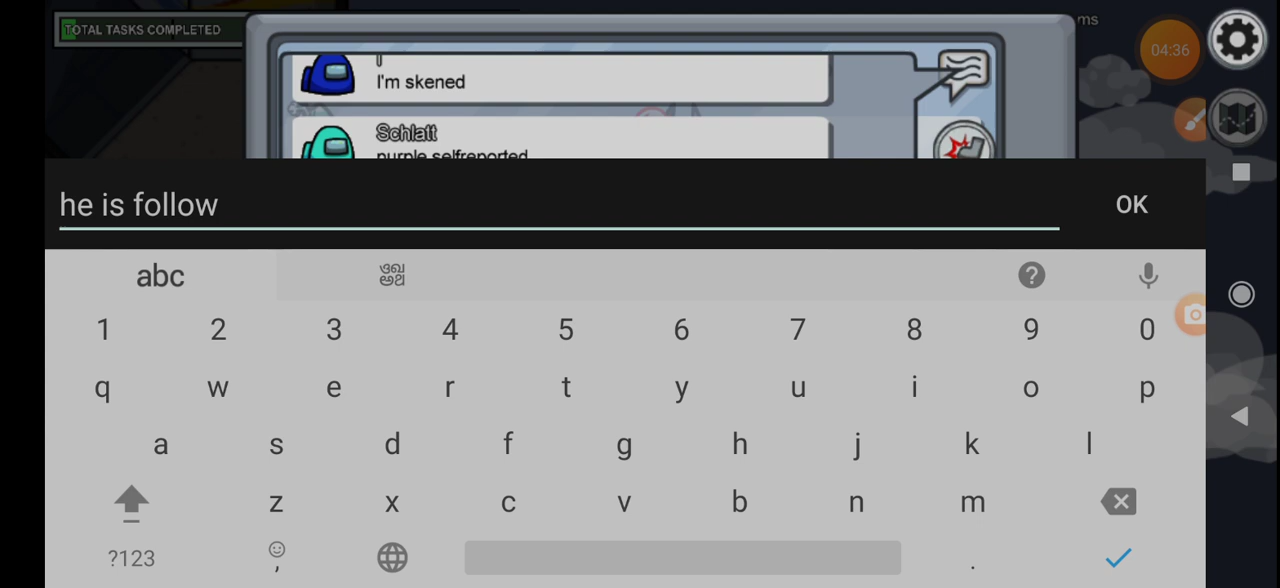 TOTAL TASKS COMPLETED
ms
04:36
I
I'm skened
Schlatt
purple selfreported
he is follow
OK
abc
ਅ
1 2 3 4 5 6 7 8 9 0
q w e r t y u i o p
a s d f g h j k l
z x c v b n m
?123
, .